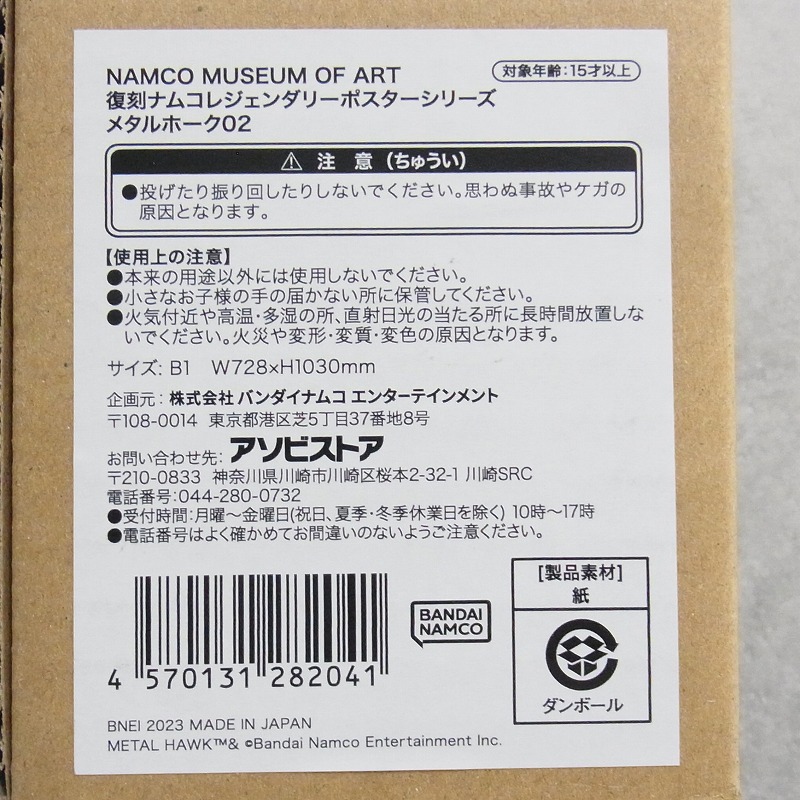 NAMCO MUSEUM OF ART
対象年齢:15才以上
復刻ナムコレジェンダリーポスターシリーズ
メタルホーク02
⚠ 注 意(ちゅうい)
●投げたり振り回したりしないでください。思わぬ事故やケガの
原因となります。
【使用上の注意】
●本来の用途以外には使用しないでください。
●小さなお子様の手の届かない所に保管してください。
●火気付近や高温・多湿の所、直射日光の当たる所に長時間放置しな
いでください。火災や変形・変質・変色の原因となります。
サイズ: B1 W728×H1030mm
企画元: 株式会社バンダイナムコ エンターテインメント
〒108-0014 東京都港区芝5丁目37番地8号
お問い合わせ先: アソビストア
〒210-0833 神奈川県川崎市川崎区桜本2-32-1 川崎SRC
電話番号:044-280-0732
●受付時間:月曜〜金曜日(祝日、夏季・冬季休業日を除く) 10時〜17時
●電話番号はよく確かめてお間違いのないようご注意ください。
[製品素材]
紙
ダンボール
BANDAI
NAMCO
4 570131 282041
BNEI 2023 MADE IN JAPAN
METAL HAWK™& ©Bandai Namco Entertainment Inc.